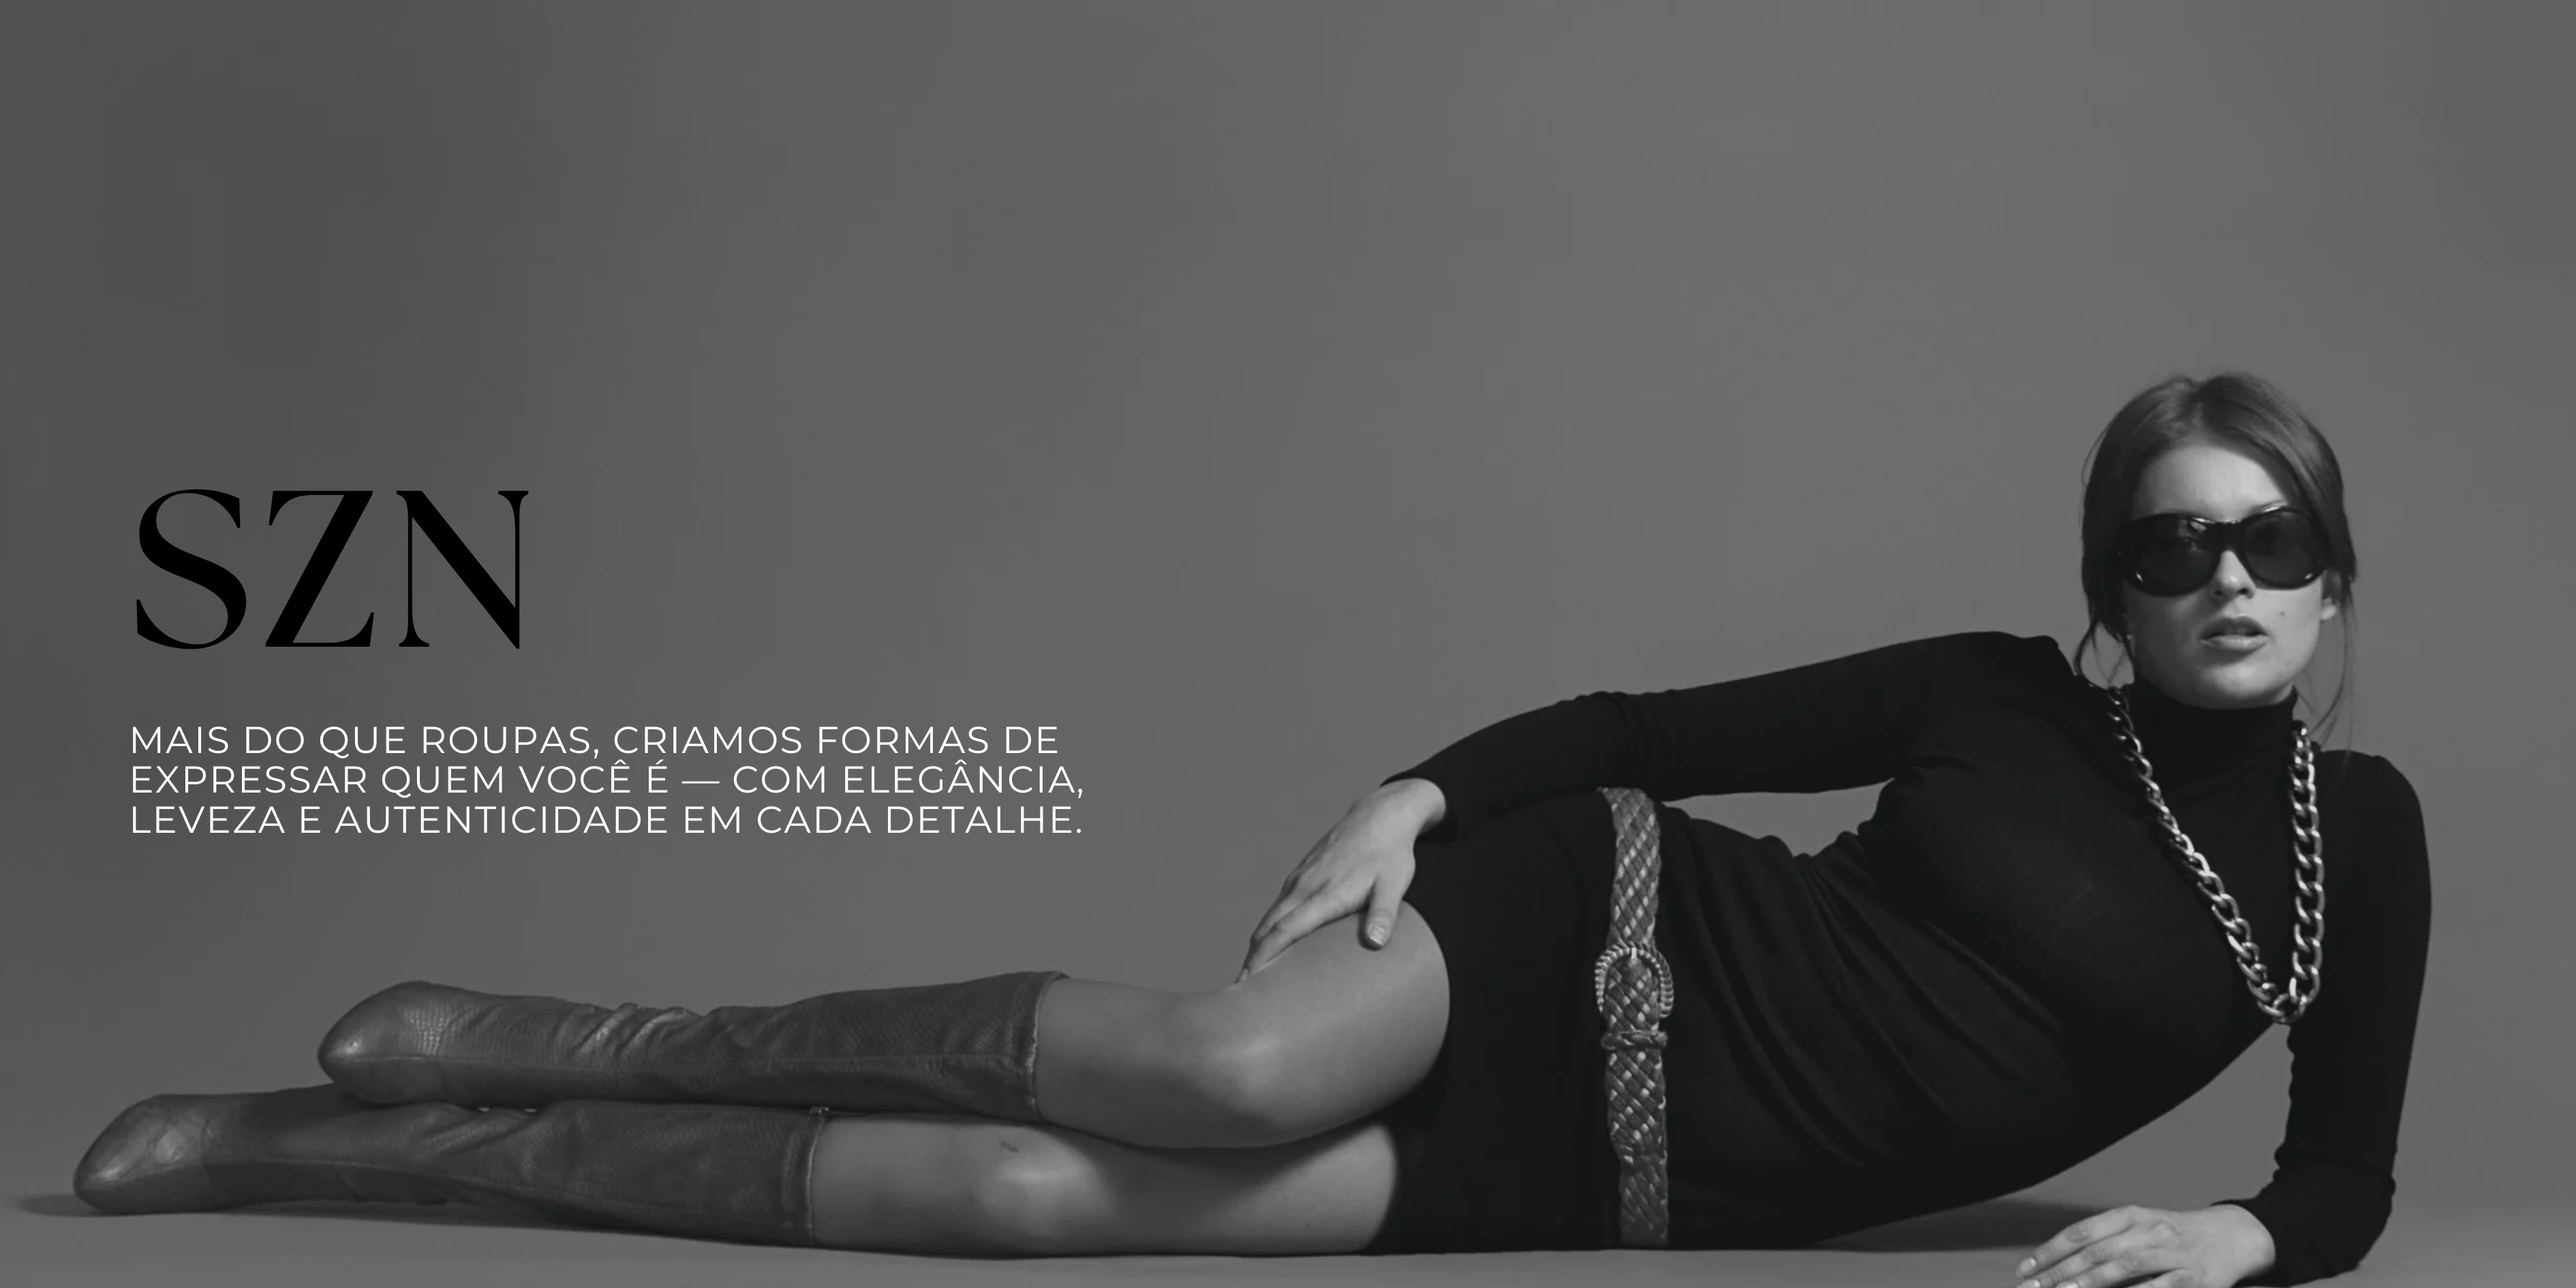 SZN
MAIS DO QUE ROUPAS, CRIAMOS FORMAS DE
EXPRESSAR QUEM VOCÊ É — COM ELEGÂNCIA,
LEVEZA E AUTENTICIDADE EM CADA DETALHE.